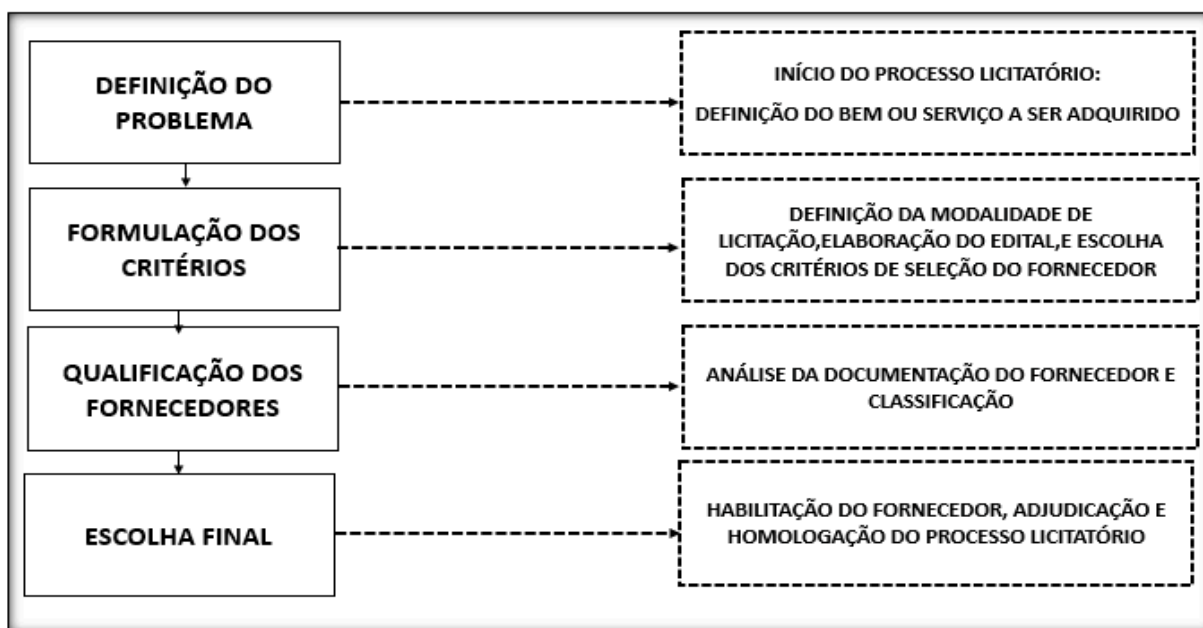 DEFINIÇÃO DO
PROBLEMA
INÍCIO DO PROCESSO LICITATÓRIO:
DEFINIÇÃO DO BEM OU SERVIÇO A SER ADQUIRIDO
FORMULAÇÃO DOS
CRITÉRIOS
DEFINIÇÃO DA MODALIDADE DE
LICITAÇÃO,ELABORAÇÃO DO EDITAL,E ESCOLHA
DOS CRITÉRIOS DE SELEÇÃO DO FORNECEDOR
QUALIFICAÇÃO DOS
FORNECEDORES
ANÁLISE DA DOCUMENTAÇÃO DO FORNECEDOR E
CLASSIFICAÇÃO
ESCOLHA FINAL
HABILITAÇÃO DO FORNECEDOR, ADJUDICAÇÃO E
HOMOLOGAÇÃO DO PROCESSO LICITATÓRIO